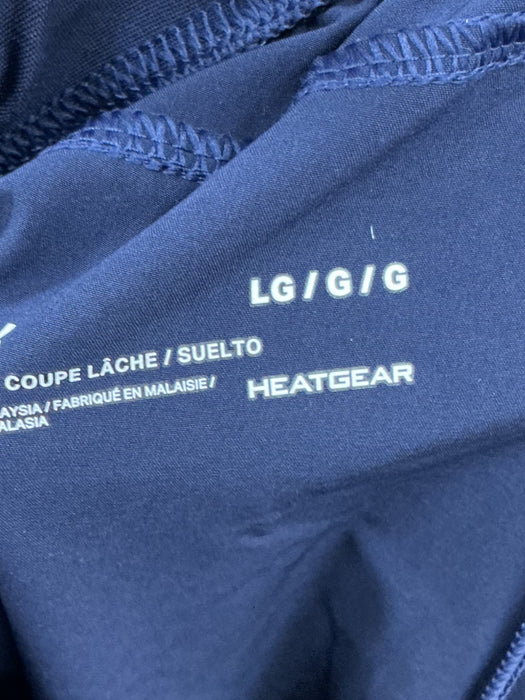 LG / G / G
COUPE LÂCHE / SUELTO
HEATGEAR
AYSIA / FABRIQUÉ EN MALAISIE /
ALASIA